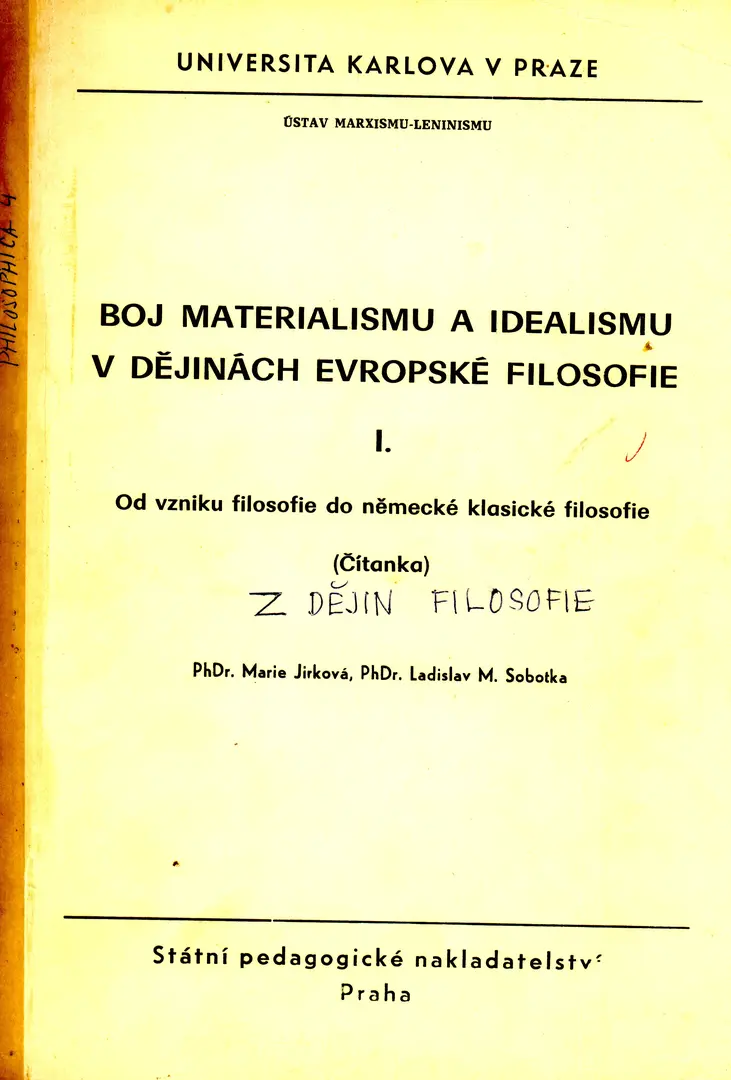 UNIVERSITA KARLOVA V PRAZE
ÚSTAV MARXISMU-LENINISMU
BOJ MATERIALISMU A IDEALISMU
V DĚJINÁCH EVROPSKÉ FILOSOFIE
I.
Od vzniku filosofie do německé klasické filosofie
(Čítanka)
Z DĚJIN FILOSOFIE
PhDr. Marie Jirková, PhDr. Ladislav M. Sobotka
Státní pedagogické nakladatelství
Praha
PHILOSOPHICA 4